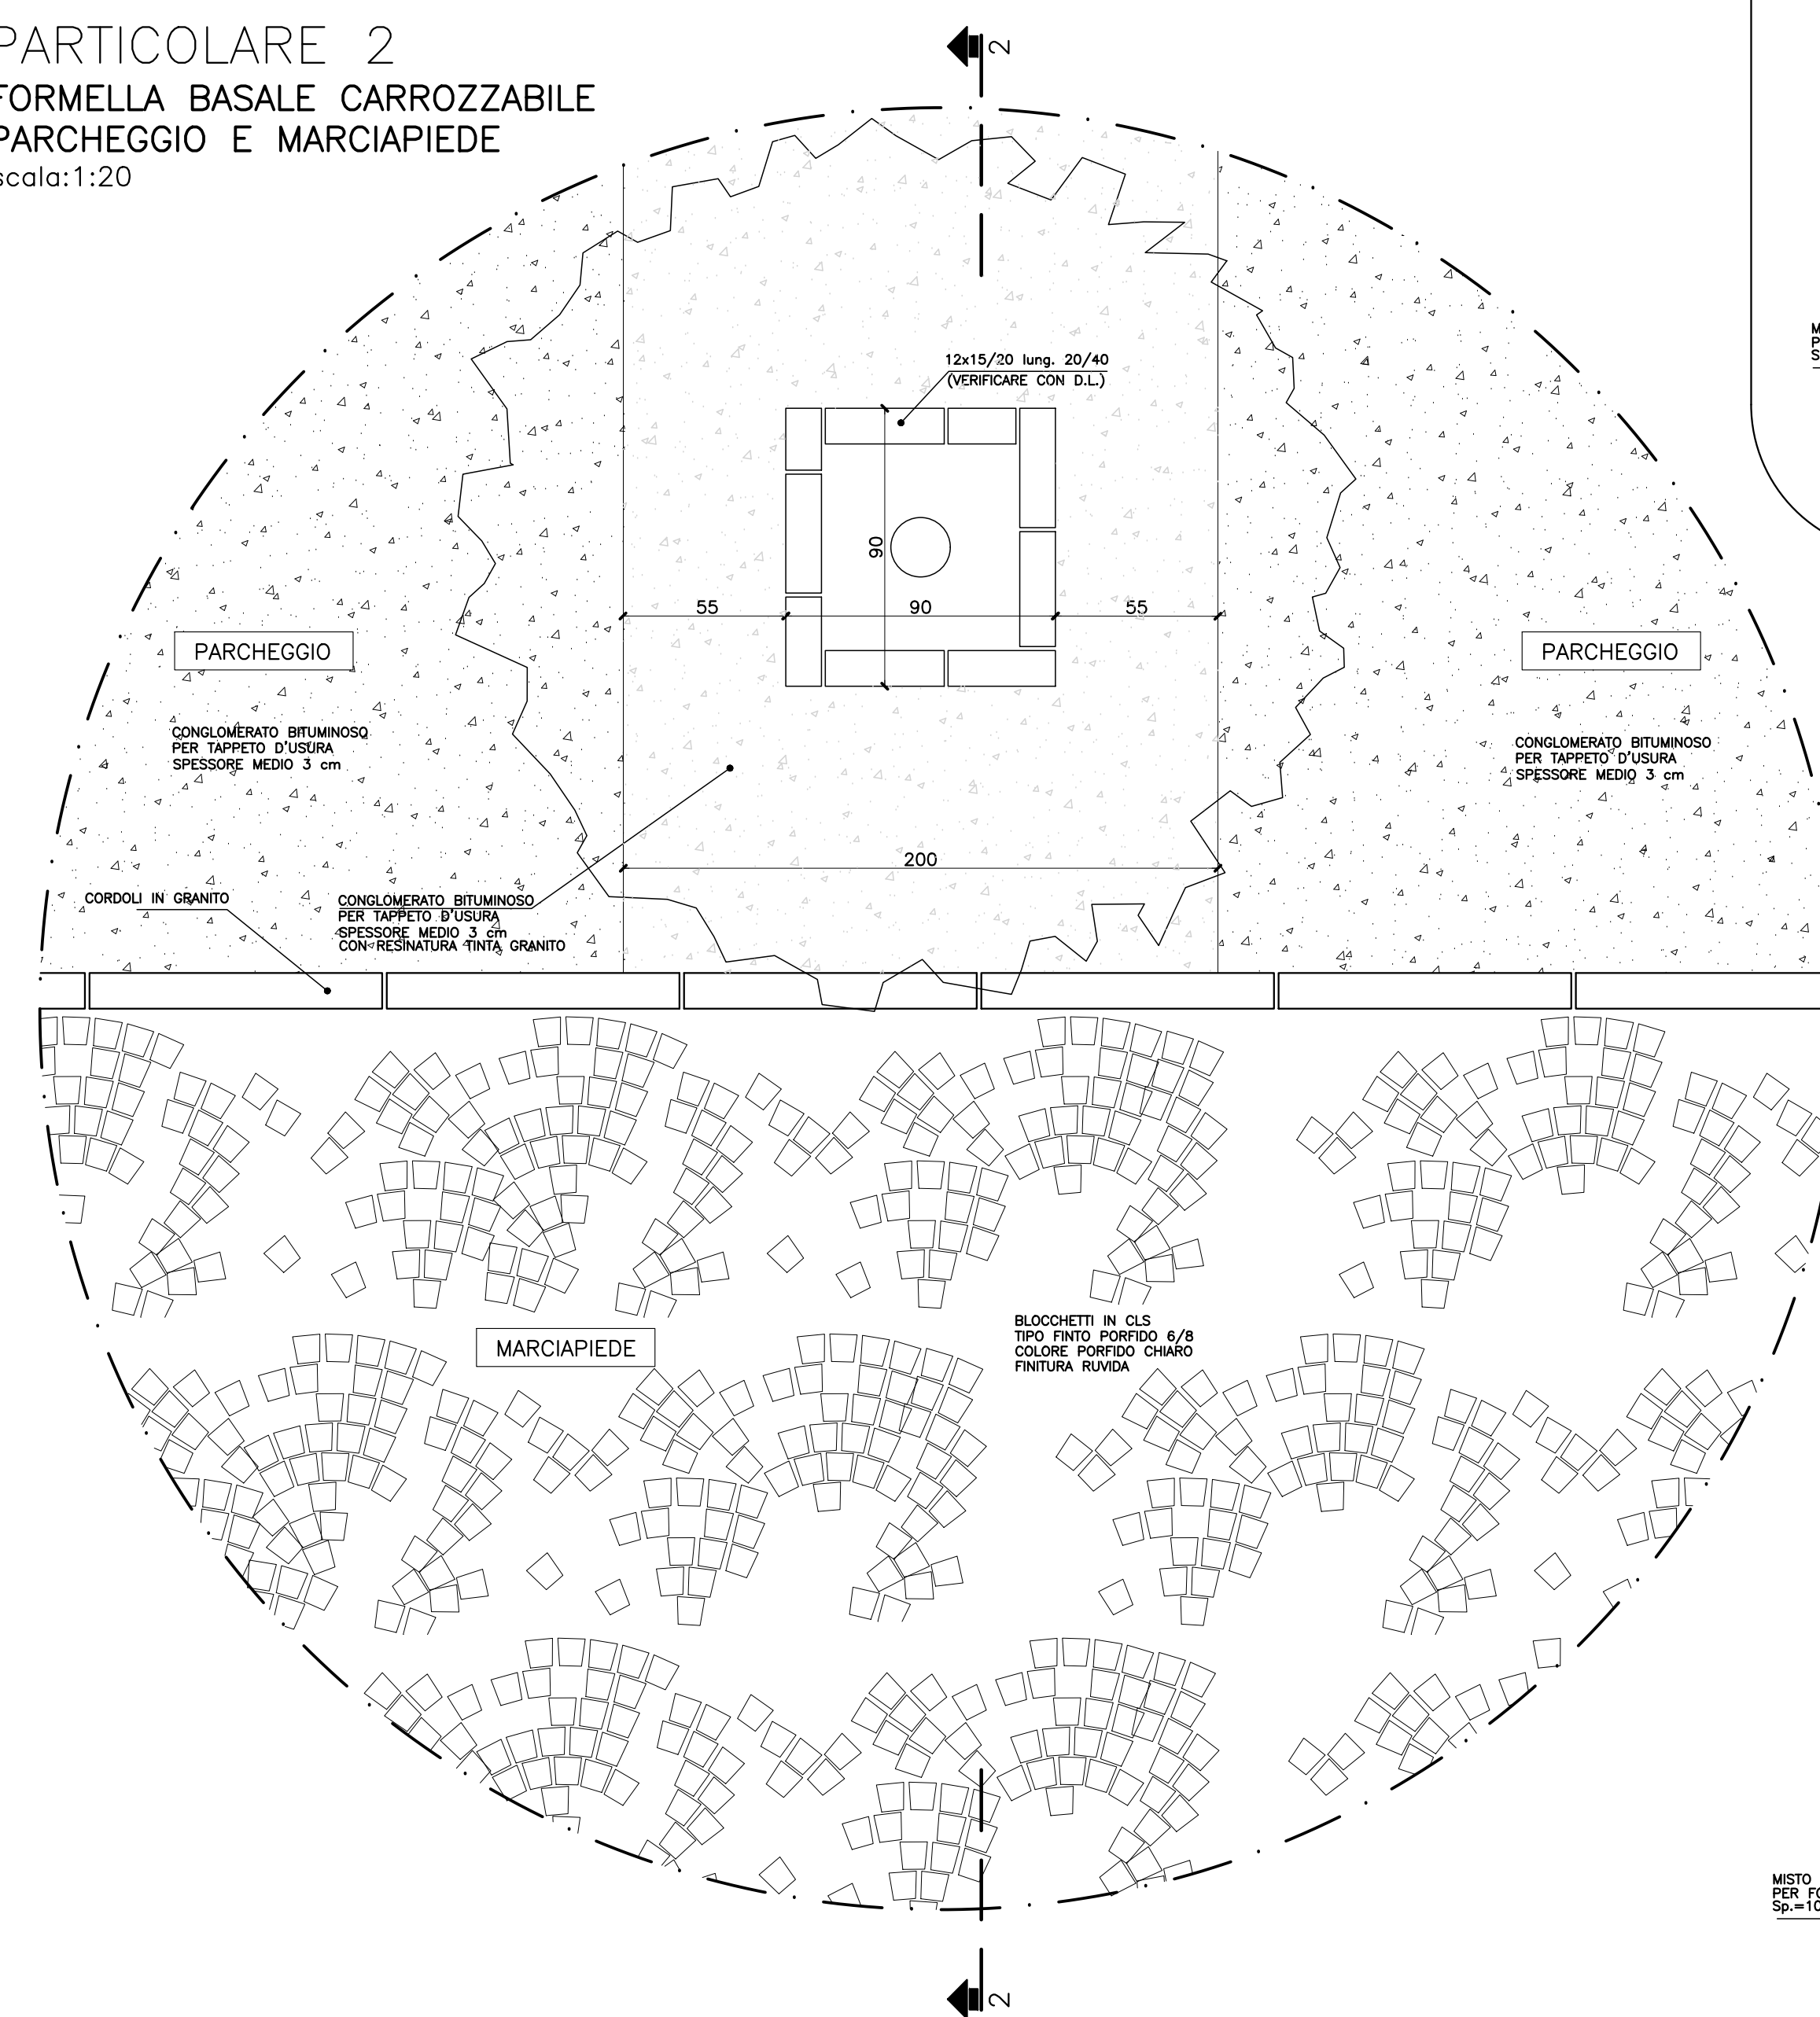 PARTICOLARE 2
FORMELLA BASALE CARROZZABILE
PARCHEGGIO E MARCIAPIEDE
scala:1:20
2
12x15/20 lung. 20/40
(VERIFICARE CON D.L.)
90
55
90
55
PARCHEGGIO
PARCHEGGIO
CONGLOMERATO BITUMINOSO
PER TAPPETO D'USURA
SPESSORE MEDIO 3 cm
CONGLOMERATO BITUMINOSO
PER TAPPETO D'USURA
SPESSORE MEDIO 3 cm
200
CORDOLI IN GRANITO
CONGLOMERATO BITUMINOSO
PER TAPPETO D'USURA
SPESSORE MEDIO 3 cm
CON RESINATURA TINTA GRANITO
MARCIAPIEDE
BLOCCHETTI IN CLS
TIPO FINTO PORFIDO 6/8
COLORE PORFIDO CHIARO
FINITURA RUVIDA
MISTO
PER FO
Sp.=10
2